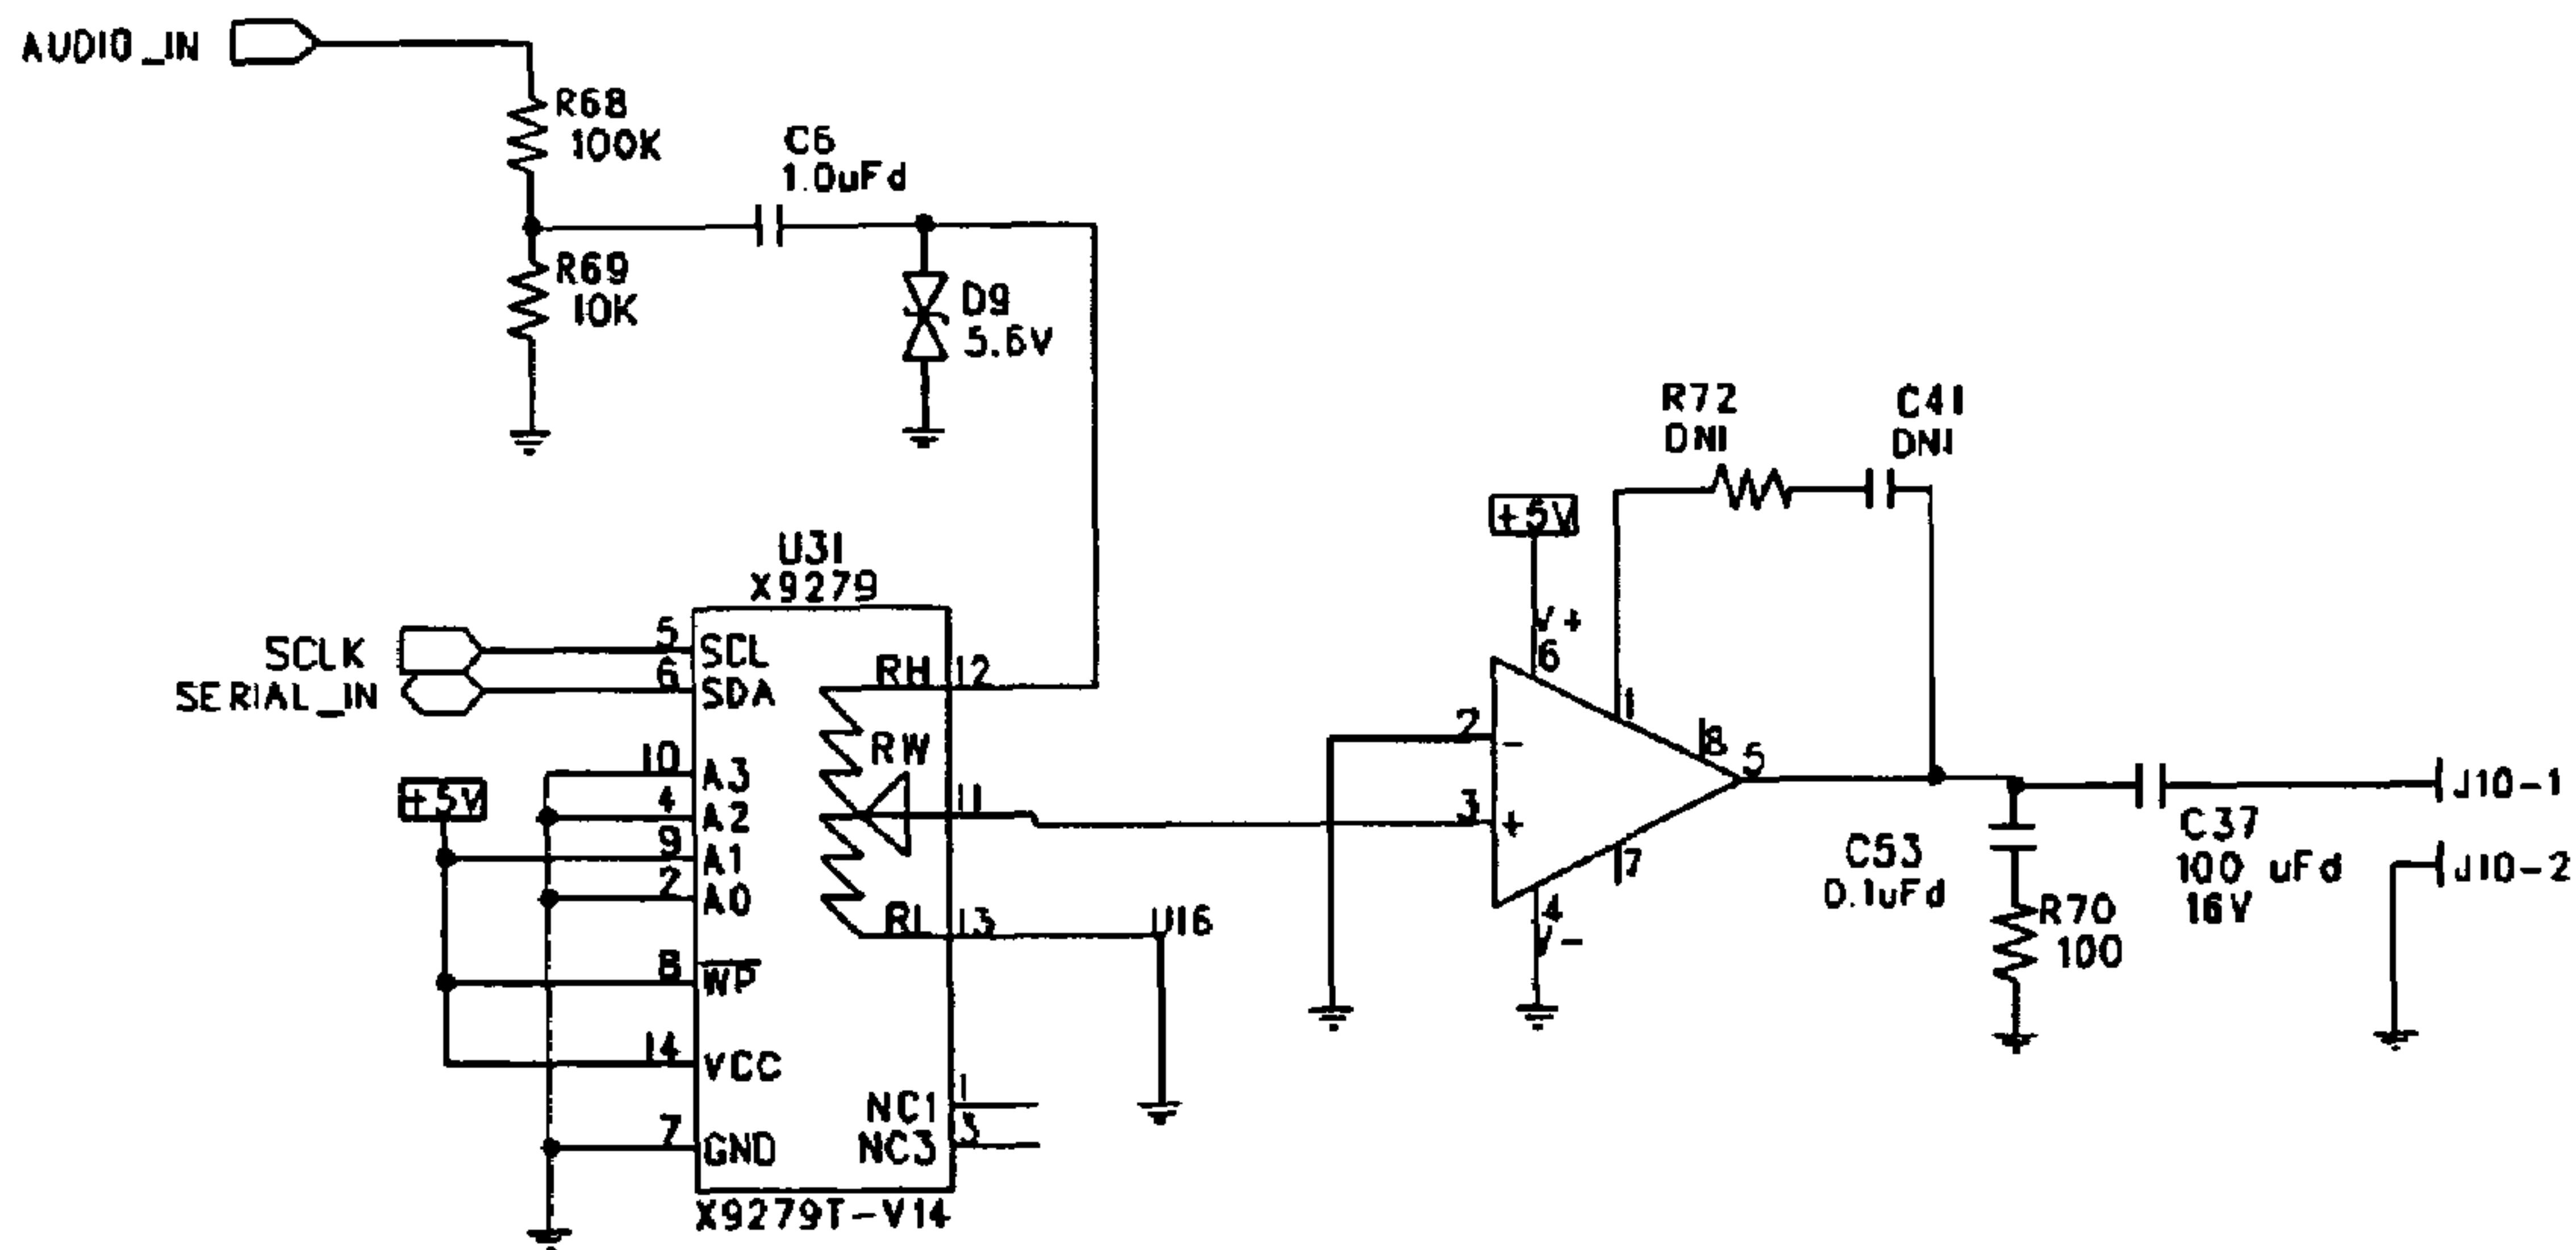 AUDIO_IN
R68
100K
C6
1.0uFd
R69
10K
D9
5.6V
R72
DNI
C41
DNI
+5V
U31
X9279
V+
6
SCLK
5
SCL
RH
12
SERIAL_IN
6
SDA
1
2
-
8
5
RW
10
A3
+5V
4
A2
11
3
+
J10-1
9
A1
7
C53
0.1uFd
C37
100 uFd
16V
J10-2
2
A0
RL
13
U16
4
V-
R70
100
8
WP
14
VCC
NC1
1
7
GND
NC3
3
X9279T-V14